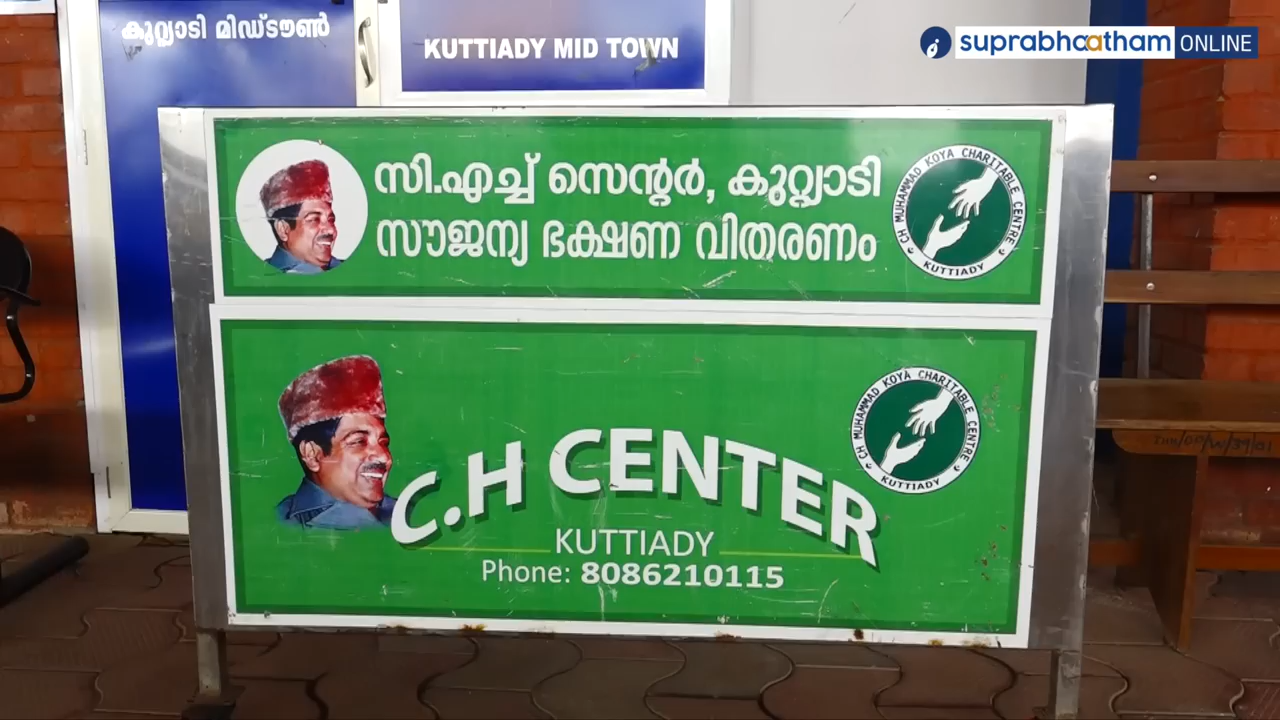 കുറ്റ്യാടി മിഡ്ടൗൺ
KUTTIADY MID TOWN
suprabhaatham ONLINE
സി.എച്ച് സെന്റർ, കുറ്റ്യാടി
സൗജന്യ ഭക്ഷണ വിതരണം
CH MUHAMMAD KOYA CHARITABLE CENTRE
KUTTIADY
C.H CENTER
KUTTIADY
Phone: 8086210115
CH MUHAMMAD KOYA CHARITABLE CENTRE
KUTTIADY